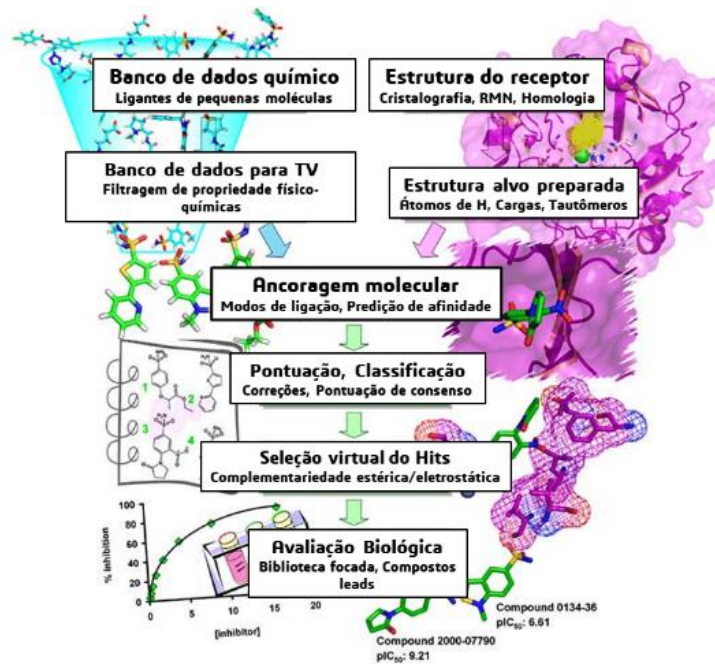 Banco de dados químico
Ligantes de pequenas moléculas
Estrutura do receptor
Cristalografia, RMN, Homologia
Banco de dados para TV
Filtragem de propriedade físico-
químicas
Estrutura alvo preparada
Átomos de H, Cargas, Tautômeros
Ancoragem molecular
Modos de ligação, Predição de afinidade
Pontuação, Classificação
Correções, Pontuação de consenso
1
2
3
4
Seleção virtual do Hits
Complementariedade estérica/eletrostática
Avaliação Biológica
Biblioteca focada, Compostos
leads
% Inhibition
100
80
60
40
20
0
0
5
10
15
20
[inhibitor]
Compound 0134-36
pIC₅₀: 6.61
Compound 2000-07790
pIC₅₀: 9.21